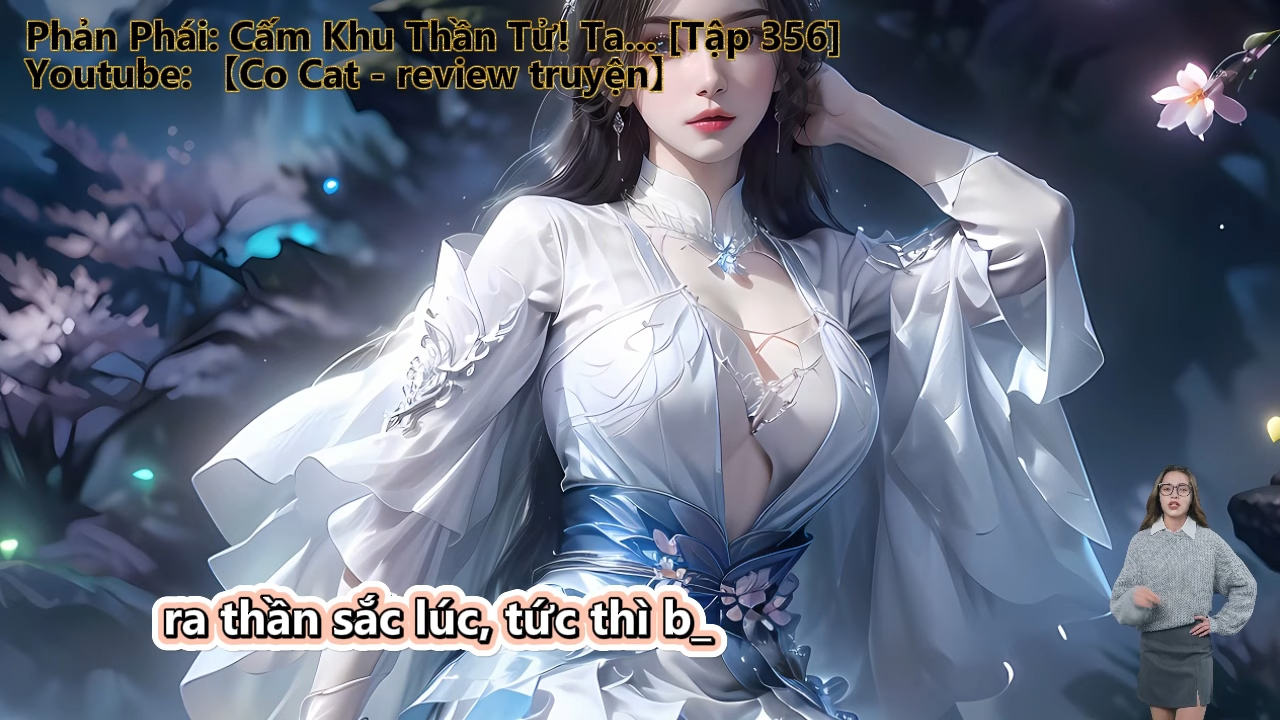 Phản Phái: Cấm Khu Thần Tử! Ta... [Tập 356]
Youtube: 【Co Cat - review truyện】
ra thần sắc lúc, tức thì b_